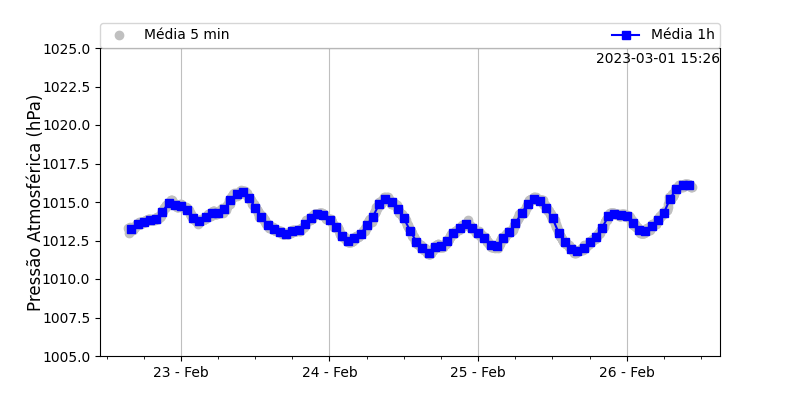 Média 5 min
Média 1h
2023-03-01 15:26
Pressão Atmosférica (hPa)
1025.0
1022.5
1020.0
1017.5
1015.0
1012.5
1010.0
1007.5
1005.0
23 - Feb
24 - Feb
25 - Feb
26 - Feb